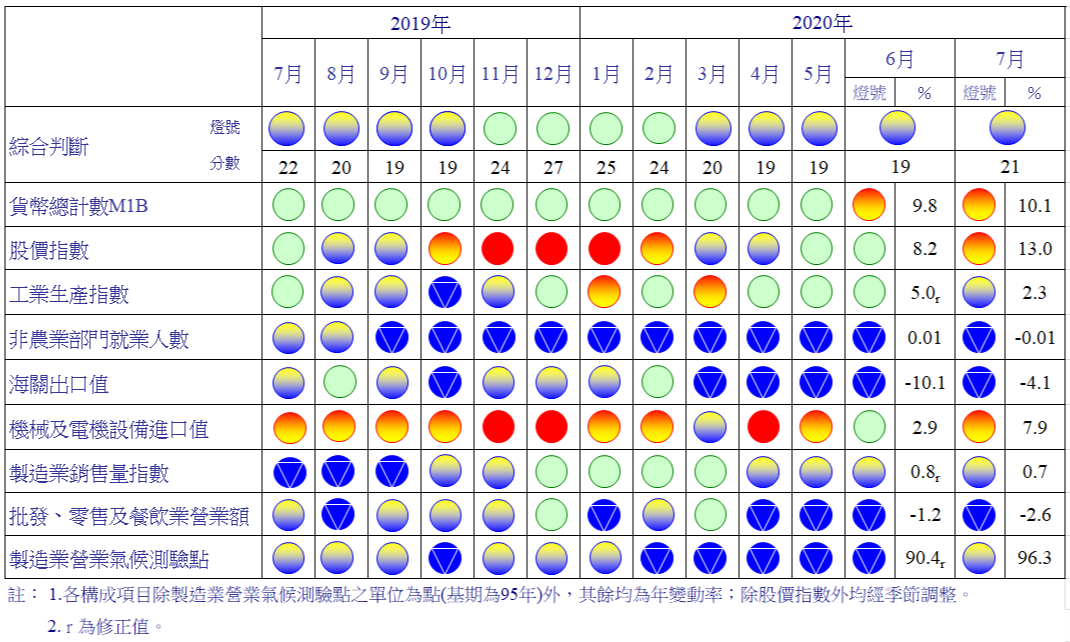 2019年 2020年
7月 8月 9月 10月 11月 12月 1月 2月 3月 4月 5月 6月 7月
燈號 % 燈號 %
綜合判斷 燈號
分數 22 20 19 19 24 27 25 24 20 19 19 19 21
貨幣總計數M1B 9.8 10.1
股價指數 8.2 13.0
工業生產指數 5.0r 2.3
非農業部門就業人數 0.01 -0.01
海關出口值 -10.1 -4.1
機械及電機設備進口值 2.9 7.9
製造業銷售量指數 0.8r 0.7
批發、零售及餐飲業營業額 -1.2 -2.6
製造業營業氣候測驗點 90.4r 96.3
註： 1.各構成項目除製造業營業氣候測驗點之單位為點(基期為95年)外，其餘均為年變動率；除股價指數外均經季節調整。
2. r 為修正值。